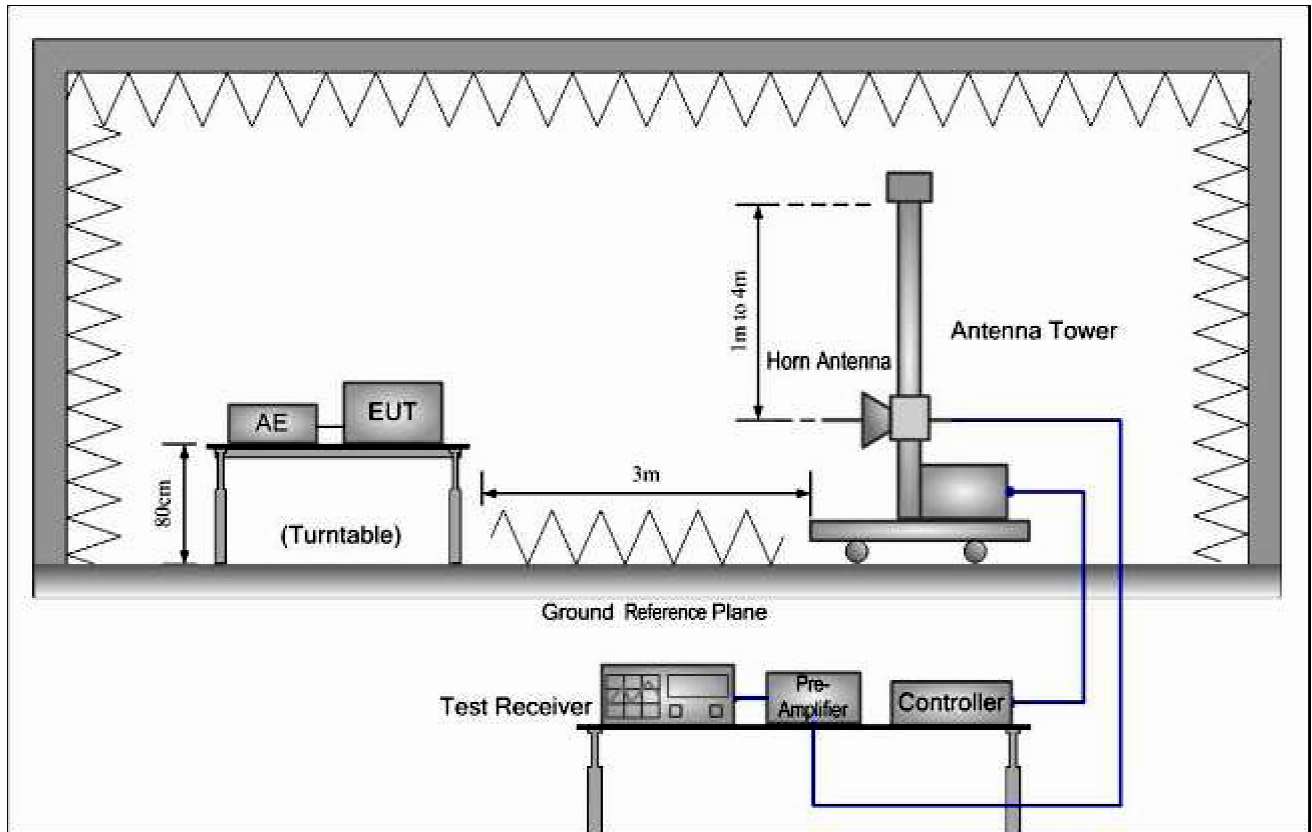 1m to 4m
Antenna Tower
Horn Antenna
AE
EUT
3m
80cm
(Turntable)
Ground Reference Plane
Test Receiver
Pre-
Amplifier
Controller